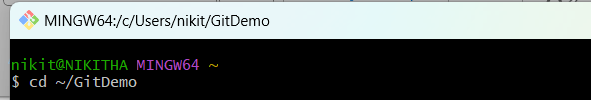 MINGW64:/c/Users/nikit/GitDemo
nikit@NIKITHA MINGW64 ~
$ cd ~/GitDemo